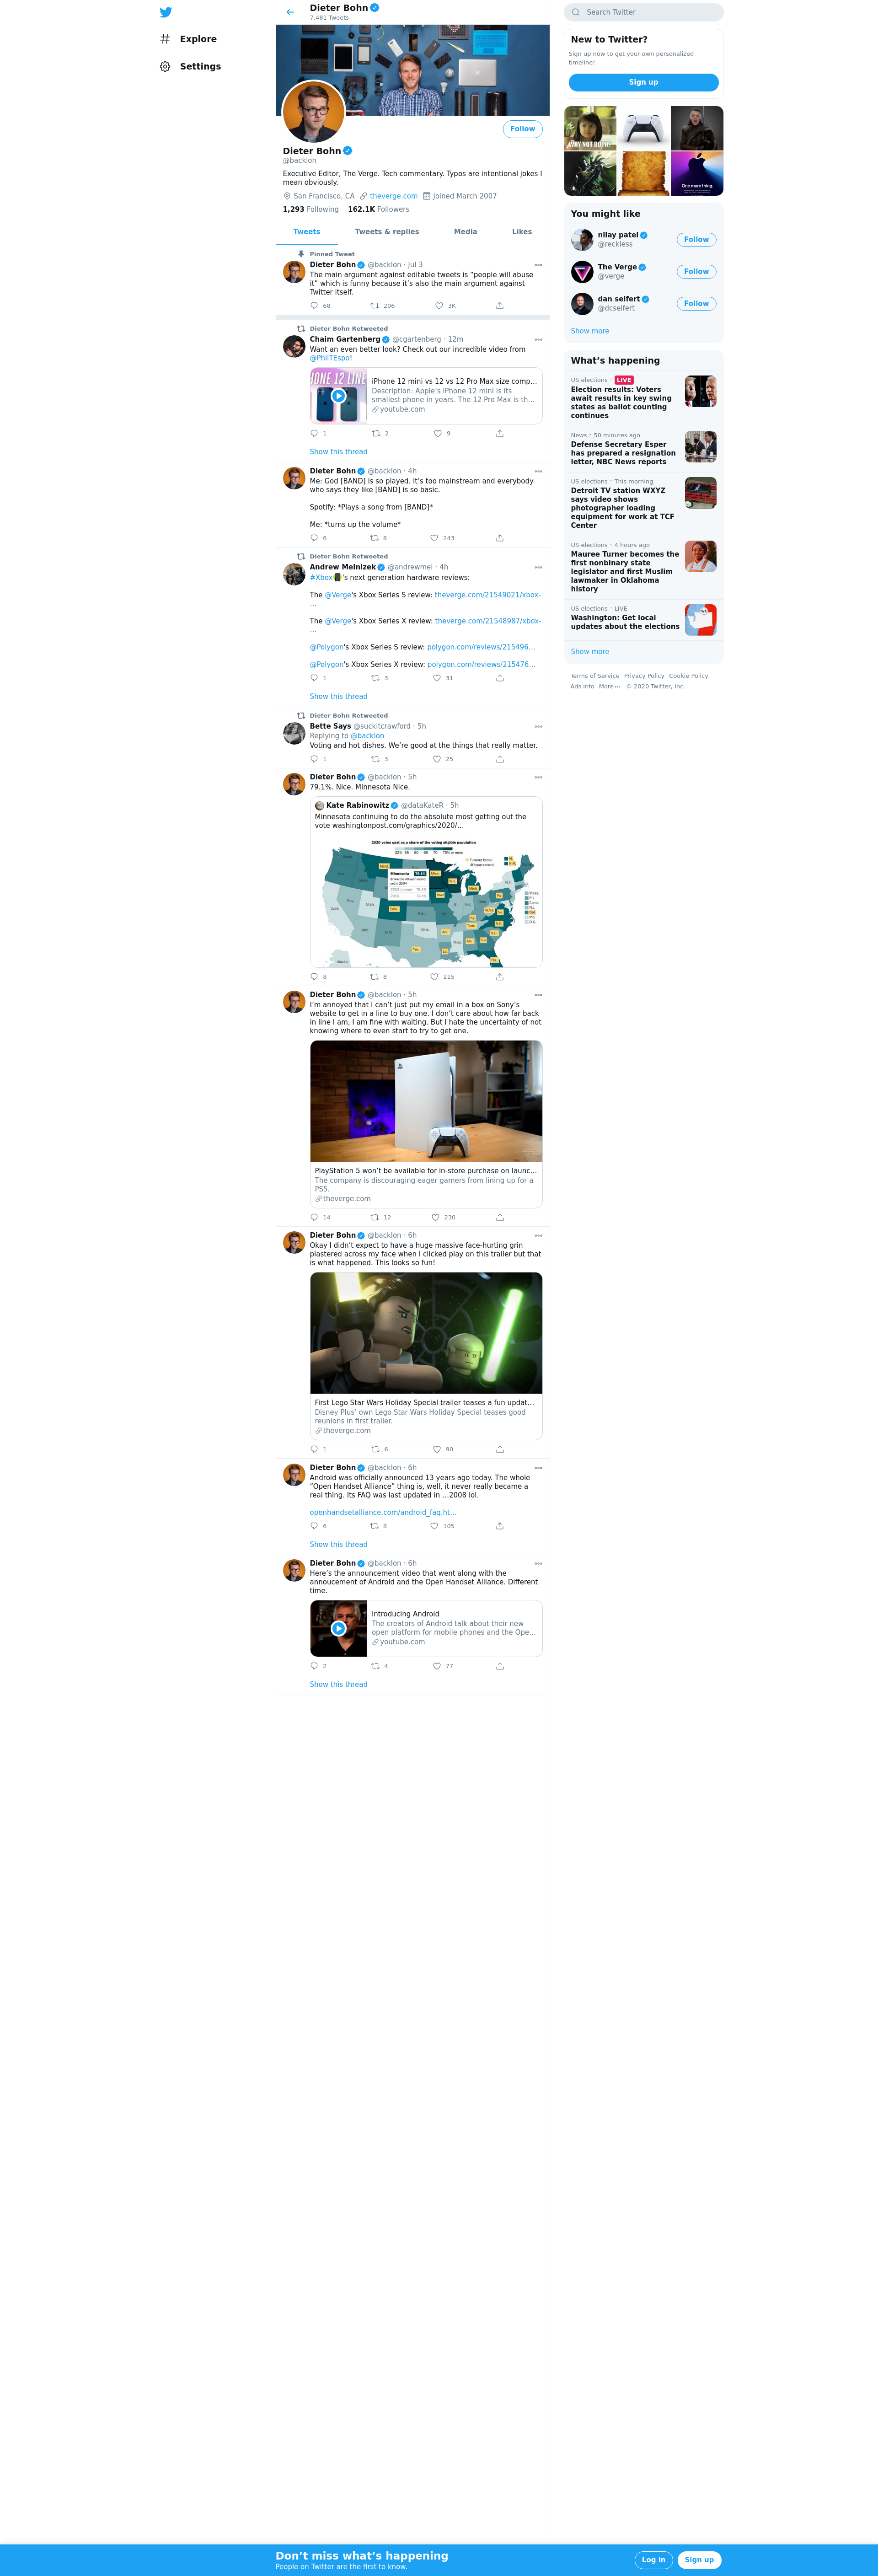 Explore
Settings
Dieter Bohn
7,481 Tweets
Follow
Dieter Bohn
@backlon
Executive Editor, The Verge. Tech commentary. Typos are intentional jokes I
mean obviously.
San Francisco, CA theverge.com Joined March 2007
1,293 Following 162.1K Followers
Tweets Tweets & replies Media Likes
Pinned Tweet
Dieter Bohn @backlon · Jul 3
The main argument against editable tweets is “people will abuse
it” which is funny because it’s also the main argument against
Twitter itself.
68 206 3K
Dieter Bohn Retweeted
Chaim Gartenberg @cgartenberg · 12m
Want an even better look? Check out our incredible video from
@PhilTEspo!
iPhone 12 mini vs 12 vs 12 Pro Max size comp…
Description: Apple’s iPhone 12 mini is its
smallest phone in years. The 12 Pro Max is th…
youtube.com
1 2 9
Show this thread
Dieter Bohn @backlon · 4h
Me: God [BAND] is so played. It’s too mainstream and everybody
who says they like [BAND] is so basic.
Spotify: *Plays a song from [BAND]*
Me: *turns up the volume*
6 8 243
Dieter Bohn Retweeted
Andrew Melnizek @andrewmel · 4h
#Xbox's next generation hardware reviews:
The @Verge's Xbox Series S review: theverge.com/21549021/xbox-
…
The @Verge's Xbox Series X review: theverge.com/21548987/xbox-
…
@Polygon's Xbox Series S review: polygon.com/reviews/215496…
@Polygon's Xbox Series X review: polygon.com/reviews/215476…
1 3 31
Show this thread
Dieter Bohn Retweeted
Bette Says @suckitcrawford · 5h
Replying to @backlon
Voting and hot dishes. We’re good at the things that really matter.
1 3 25
Dieter Bohn @backlon · 5h
79.1%. Nice. Minnesota Nice.
Kate Rabinowitz @dataKateR · 5h
Minnesota continuing to do the absolute most getting out the
vote washingtonpost.com/graphics/2020/…
2020 votes cast as a share of the voting eligible population
Minnesota 79.1%
Alaska
8 8 215
Dieter Bohn @backlon · 5h
I’m annoyed that I can’t just put my email in a box on Sony’s
website to get in a line to buy one. I don’t care about how far back
in line I am, I am fine with waiting. But I hate the uncertainty of not
knowing where to even start to try to get one.
PlayStation 5 won’t be available for in-store purchase on launc…
The company is discouraging eager gamers from lining up for a
PS5.
theverge.com
14 12 230
Dieter Bohn @backlon · 6h
Okay I didn’t expect to have a huge massive face-hurting grin
plastered across my face when I clicked play on this trailer but that
is what happened. This looks so fun!
First Lego Star Wars Holiday Special trailer teases a fun updat…
Disney Plus’ own Lego Star Wars Holiday Special teases good
reunions in first trailer.
theverge.com
1 6 90
Dieter Bohn @backlon · 6h
Android was officially announced 13 years ago today. The whole
“Open Handset Alliance” thing is, well, it never really became a
real thing. Its FAQ was last updated in …2008 lol.
openhandsetalliance.com/android_faq.ht…
6 8 105
Show this thread
Dieter Bohn @backlon · 6h
Here’s the announcement video that went along with the
annoucement of Android and the Open Handset Alliance. Different
time.
Introducing Android
The creators of Android talk about their new
open platform for mobile phones and the Ope…
youtube.com
2 4 77
Show this thread
Search Twitter
New to Twitter?
Sign up now to get your own personalized
timeline!
Sign up
WHY NOT BOTH?
One more thing.
You might like
nilay patel
@reckless
Follow
The Verge
@verge
Follow
dan seifert
@dcseifert
Follow
Show more
What’s happening
US elections · LIVE
Election results: Voters
await results in key swing
states as ballot counting
continues
News · 50 minutes ago
Defense Secretary Esper
has prepared a resignation
letter, NBC News reports
US elections · This morning
Detroit TV station WXYZ
says video shows
photographer loading
equipment for work at TCF
Center
US elections · 4 hours ago
Mauree Turner becomes the
first nonbinary state
legislator and first Muslim
lawmaker in Oklahoma
history
US elections · LIVE
Washington: Get local
updates about the elections
Show more
Terms of Service Privacy Policy Cookie Policy
Ads info More © 2020 Twitter, Inc.
Don’t miss what’s happening
People on Twitter are the first to know.
Log in
Sign up